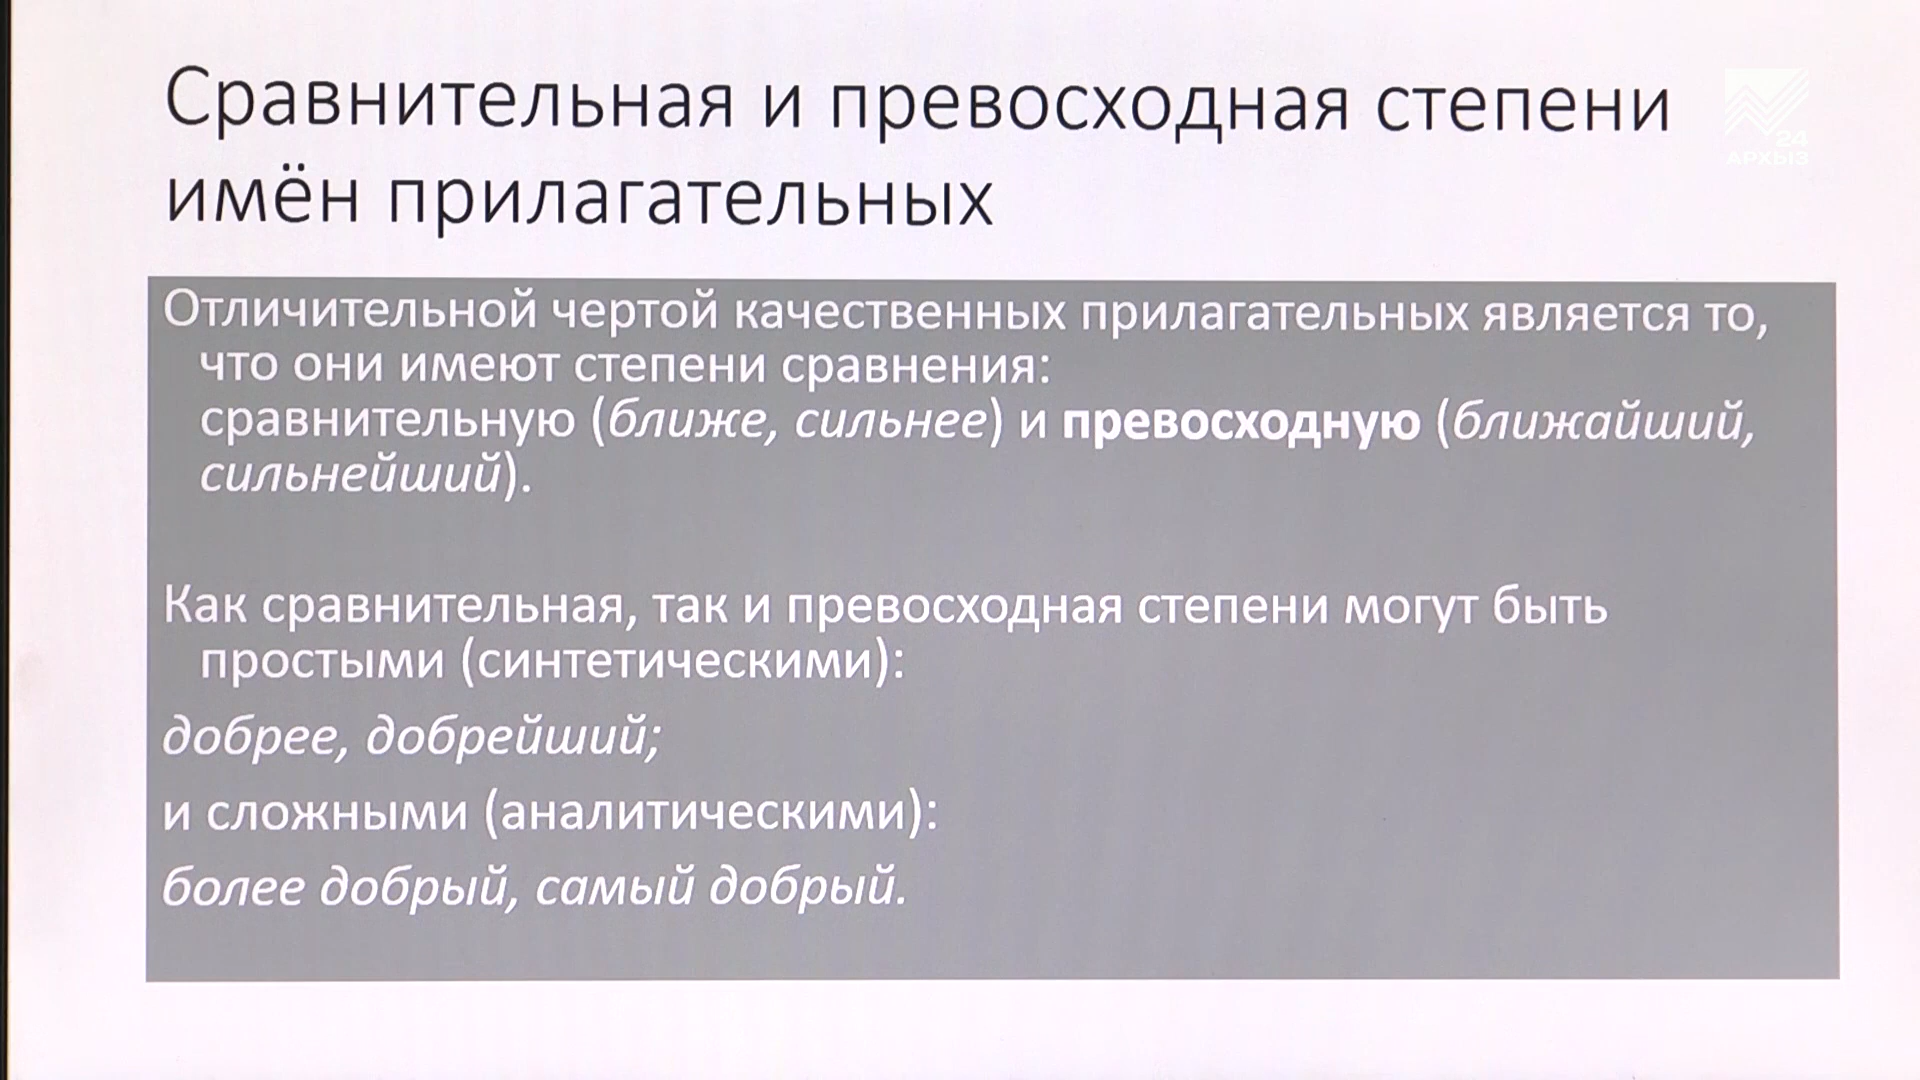 Сравнительная и превосходная степени
имён прилагательных
24
АРХЫЗ
Отличительной чертой качественных прилагательных является то,
что они имеют степени сравнения:
сравнительную (ближе, сильнее) и превосходную (ближайший,
сильнейший).
Как сравнительная, так и превосходная степени могут быть
простыми (синтетическими):
добрее, добрейший;
и сложными (аналитическими):
более добрый, самый добрый.